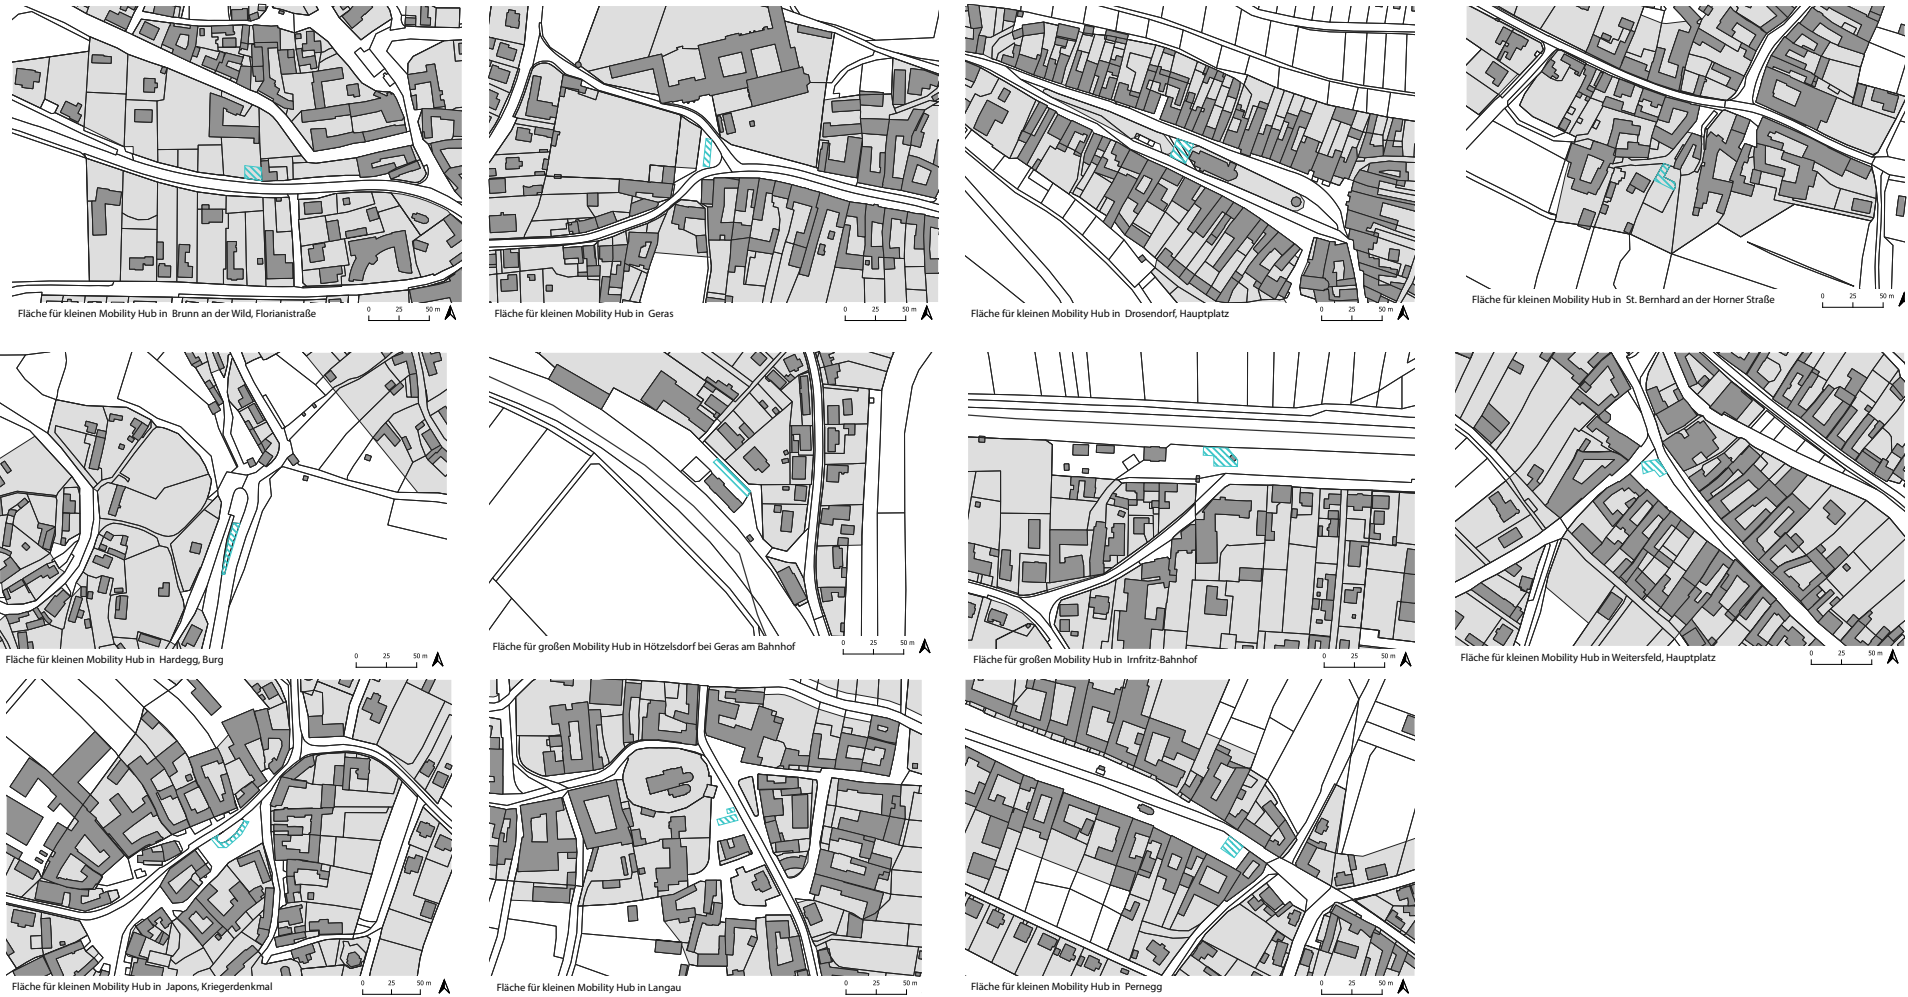 Fläche für kleinen Mobility Hub in Brunn an der Wild, Florianistraße
0 25 50 m
Fläche für kleinen Mobility Hub in Geras
0 25 50 m
Fläche für kleinen Mobility Hub in Drosendorf, Hauptplatz
0 25 50 m
Fläche für kleinen Mobility Hub in St. Bernhard an der Horner Straße
0 25 50 m
Fläche für kleinen Mobility Hub in Hardegg, Burg
0 25 50 m
Fläche für großen Mobility Hub in Hötzelsdorf bei Geras am Bahnhof
0 25 50 m
Fläche für großen Mobility Hub in Irnfritz-Bahnhof
0 25 50 m
Fläche für kleinen Mobility Hub in Weitersfeld, Hauptplatz
0 25 50 m
Fläche für kleinen Mobility Hub in Japons, Kriegerdenkmal
0 25 50 m
Fläche für kleinen Mobility Hub in Langau
0 25 50 m
Fläche für kleinen Mobility Hub in Pernegg
0 25 50 m